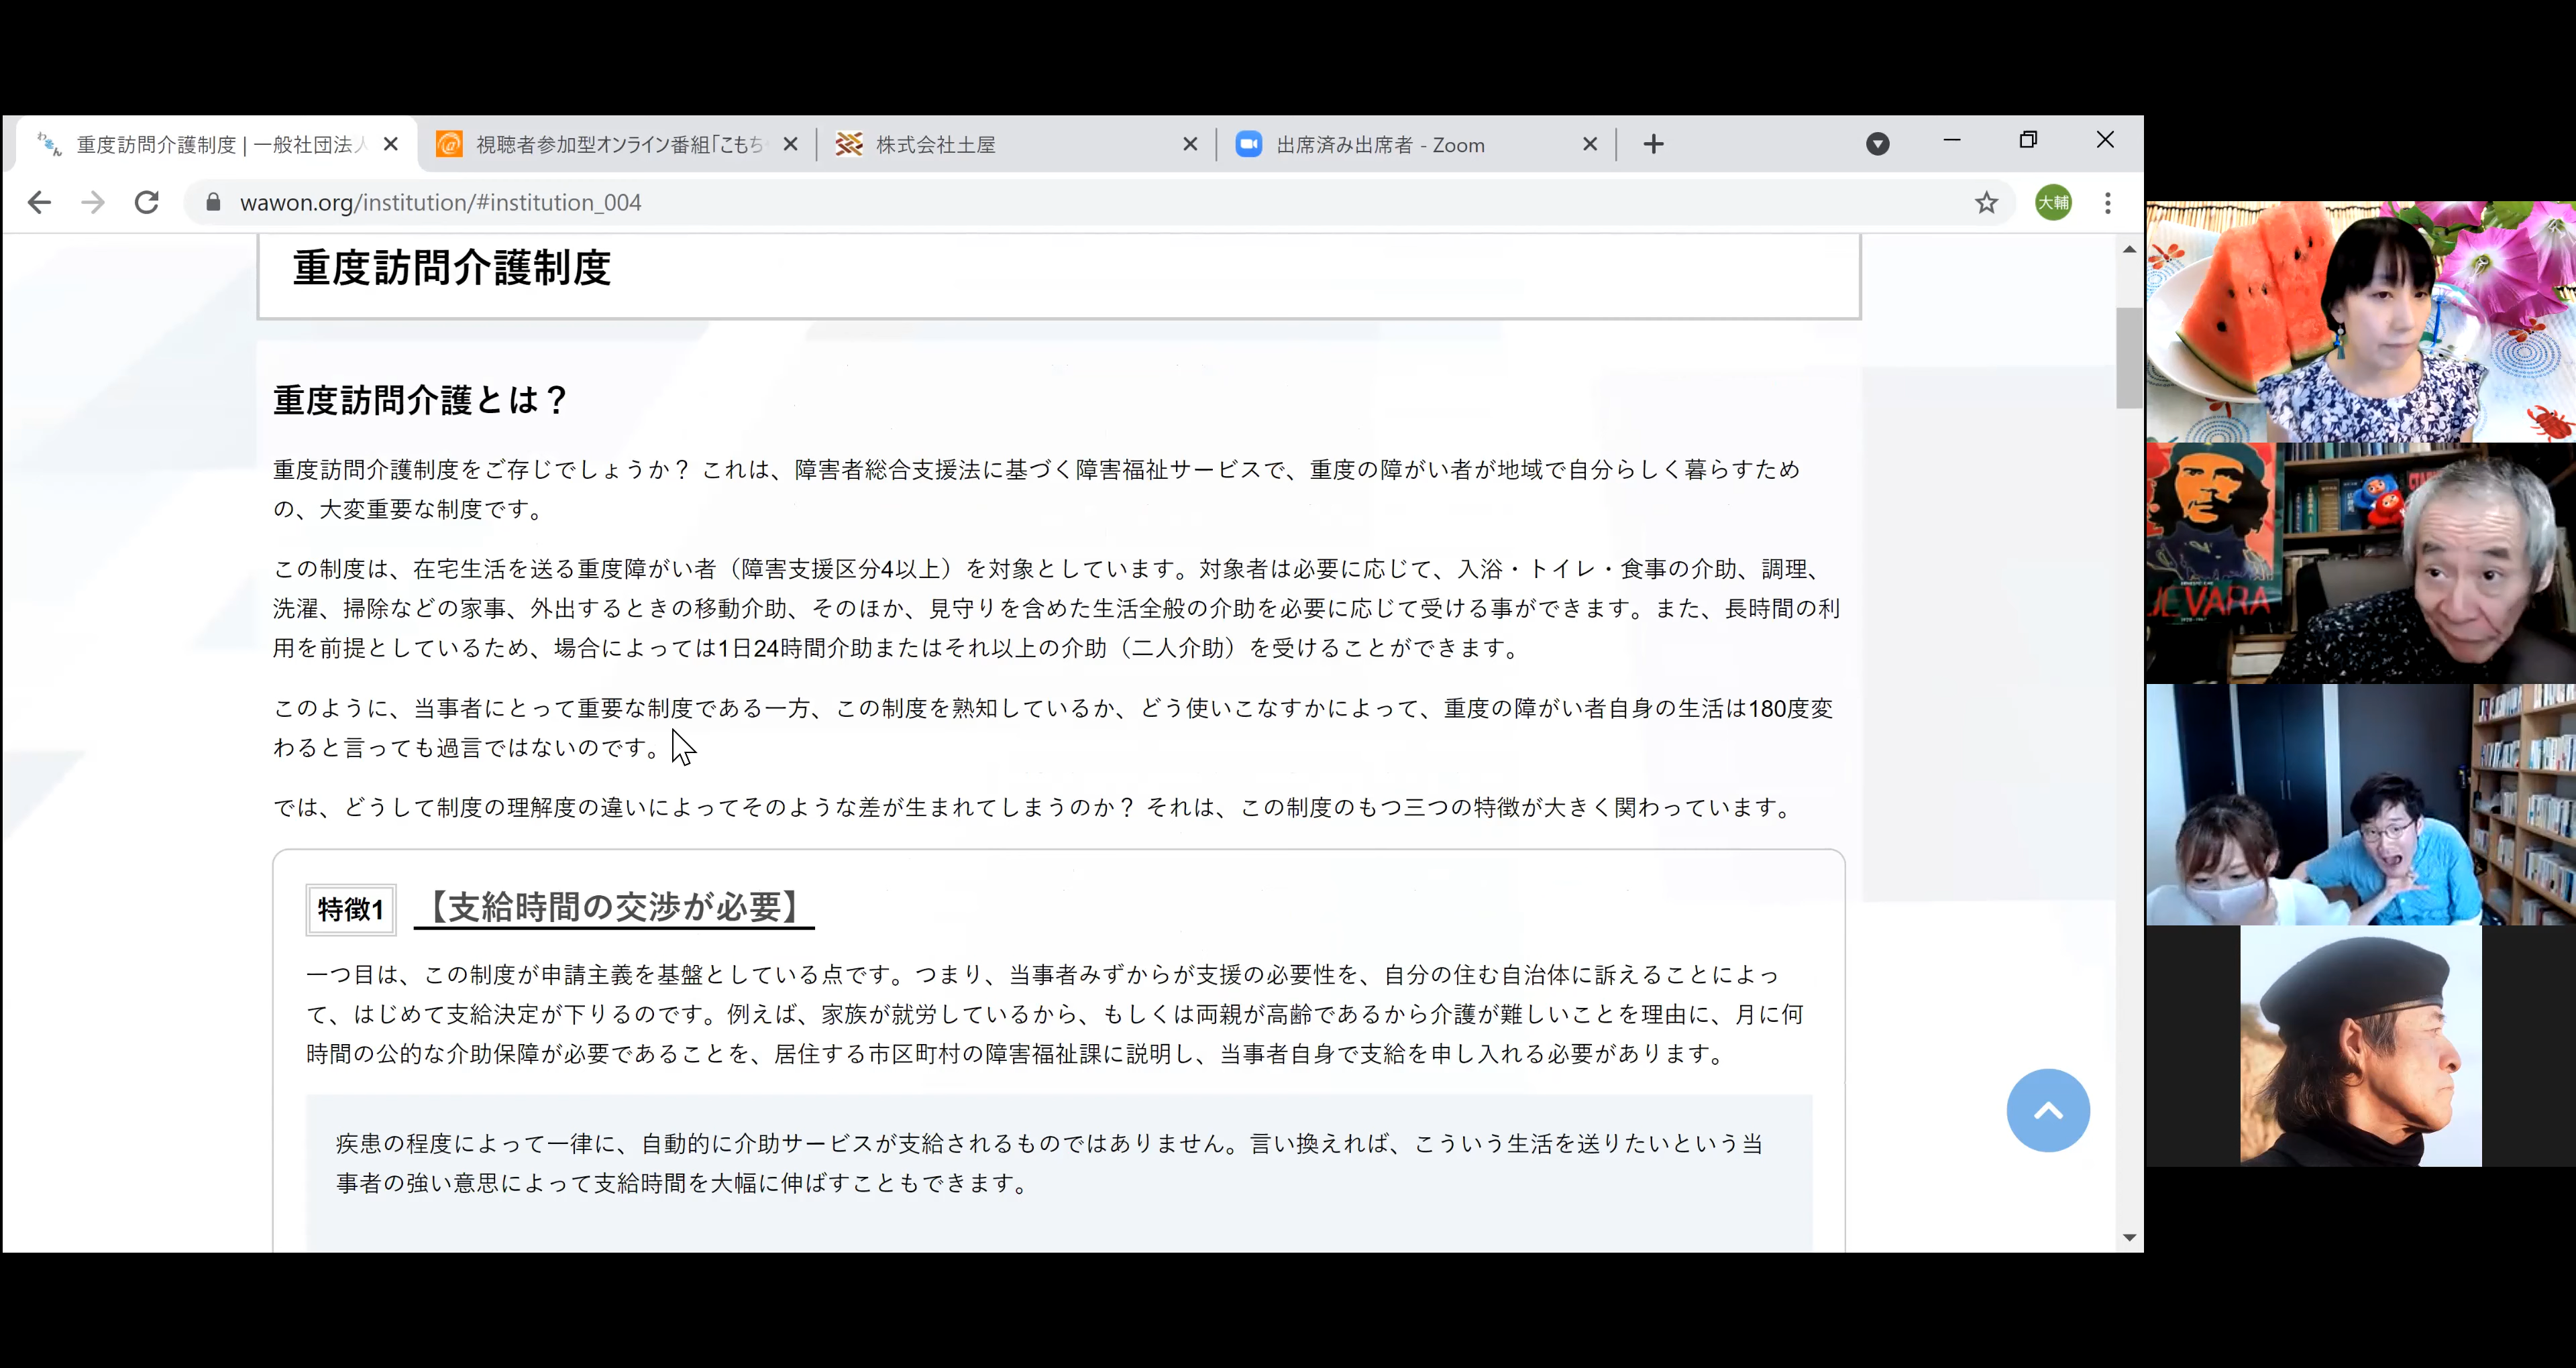 わをん
重度訪問介護制度 | 一般社団法人
視聴者参加型オンライン番組「こもち
株式会社土屋
出席済み出席者 - Zoom
wawon.org/institution/#institution_004
大輔
重度訪問介護制度
重度訪問介護とは？
重度訪問介護制度をご存じでしょうか？ これは、障害者総合支援法に基づく障害福祉サービスで、重度の障がい者が地域で自分らしく暮らすため
の、大変重要な制度です。
この制度は、在宅生活を送る重度障がい者（障害支援区分4以上）を対象としています。対象者は必要に応じて、入浴・トイレ・食事の介助、調理、
洗濯、掃除などの家事、外出するときの移動介助、そのほか、見守りを含めた生活全般の介助を必要に応じて受ける事ができます。また、長時間の利
用を前提としているため、場合によっては1日24時間介助またはそれ以上の介助（二人介助）を受けることができます。
このように、当事者にとって重要な制度である一方、この制度を熟知しているか、どう使いこなすかによって、重度の障がい者自身の生活は180度変
わると言っても過言ではないのです。
では、どうして制度の理解度の違いによってそのような差が生まれてしまうのか？ それは、この制度のもつ三つの特徴が大きく関わっています。
特徴1 【支給時間の交渉が必要】
一つ目は、この制度が申請主義を基盤としている点です。つまり、当事者みずからが支援の必要性を、自分の住む自治体に訴えることによっ
て、はじめて支給決定が下りるのです。例えば、家族が就労しているから、もしくは両親が高齢であるから介護が難しいことを理由に、月に何
時間の公的な介助保障が必要であることを、居住する市区町村の障害福祉課に説明し、当事者自身で支給を申し入れる必要があります。
疾患の程度によって一律に、自動的に介助サービスが支給されるものではありません。言い換えれば、こういう生活を送りたいという当
事者の強い意思によって支給時間を大幅に伸ばすこともできます。
UEVARA